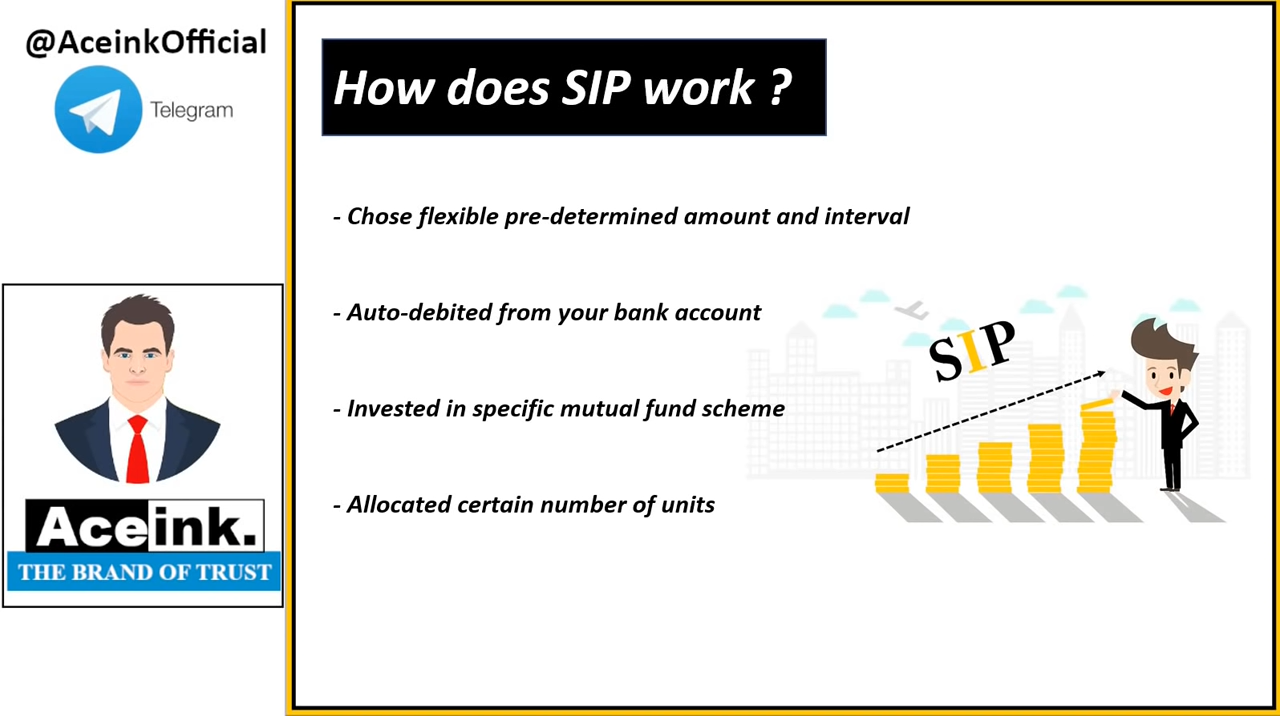 @AceinkOfficial
Telegram
How does SIP work ?
- Chose flexible pre-determined amount and interval
- Auto-debited from your bank account
- Invested in specific mutual fund scheme
- Allocated certain number of units
SIP
Aceink.
THE BRAND OF TRUST